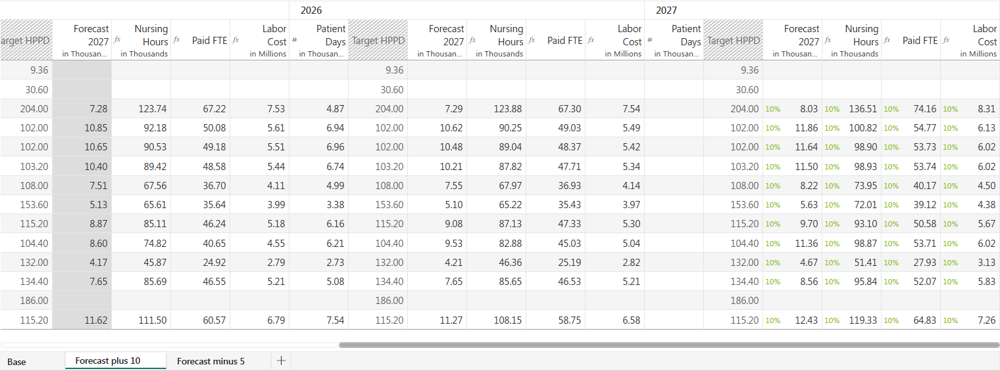 2026 2027
arget HPPD Forecast 2027 in Thousan... fx Nursing Hours in Thousands fx Paid FTE fx Labor Cost in Millions # Patient Days in Thousan... Target HPPD Forecast 2027 in Thousan... fx Nursing Hours in Thousands fx Paid FTE fx Labor Cost in Millions # Patient Days in Thousan... Target HPPD Forecast 2027 in Thousan... fx Nursing Hours in Thousands fx Paid FTE fx Labor Cost in Millions
9.36 9.36 9.36
30.60 30.60 30.60
204.00 7.28 123.74 67.22 7.53 4.87 204.00 7.29 123.88 67.30 7.54 204.00 10% 8.03 10% 136.51 10% 74.16 10% 8.31
102.00 10.85 92.18 50.08 5.61 6.94 102.00 10.62 90.25 49.03 5.49 102.00 10% 11.86 10% 100.82 10% 54.77 10% 6.13
102.00 10.65 90.53 49.18 5.51 6.96 102.00 10.48 89.04 48.37 5.42 102.00 10% 11.64 10% 98.90 10% 53.73 10% 6.02
103.20 10.40 89.42 48.58 5.44 6.74 103.20 10.21 87.82 47.71 5.34 103.20 10% 11.50 10% 98.93 10% 53.74 10% 6.02
108.00 7.51 67.56 36.70 4.11 4.99 108.00 7.55 67.97 36.93 4.14 108.00 10% 8.22 10% 73.95 10% 40.17 10% 4.50
153.60 5.13 65.61 35.64 3.99 3.38 153.60 5.10 65.22 35.43 3.97 153.60 10% 5.63 10% 72.01 10% 39.12 10% 4.38
115.20 8.87 85.11 46.24 5.18 6.16 115.20 9.08 87.13 47.33 5.30 115.20 10% 9.70 10% 93.10 10% 50.58 10% 5.67
104.40 8.60 74.82 40.65 4.55 6.21 104.40 9.53 82.88 45.03 5.04 104.40 10% 11.36 10% 98.87 10% 53.71 10% 6.02
132.00 4.17 45.87 24.92 2.79 2.73 132.00 4.21 46.36 25.19 2.82 132.00 10% 4.67 10% 51.41 10% 27.93 10% 3.13
134.40 7.65 85.69 46.55 5.21 5.08 134.40 7.65 85.65 46.53 5.21 134.40 10% 8.56 10% 95.84 10% 52.07 10% 5.83
186.00 186.00 186.00
115.20 11.62 111.50 60.57 6.79 7.54 115.20 11.27 108.15 58.75 6.58 115.20 10% 12.43 10% 119.33 10% 64.83 10% 7.26
Base Forecast plus 10 Forecast minus 5 +